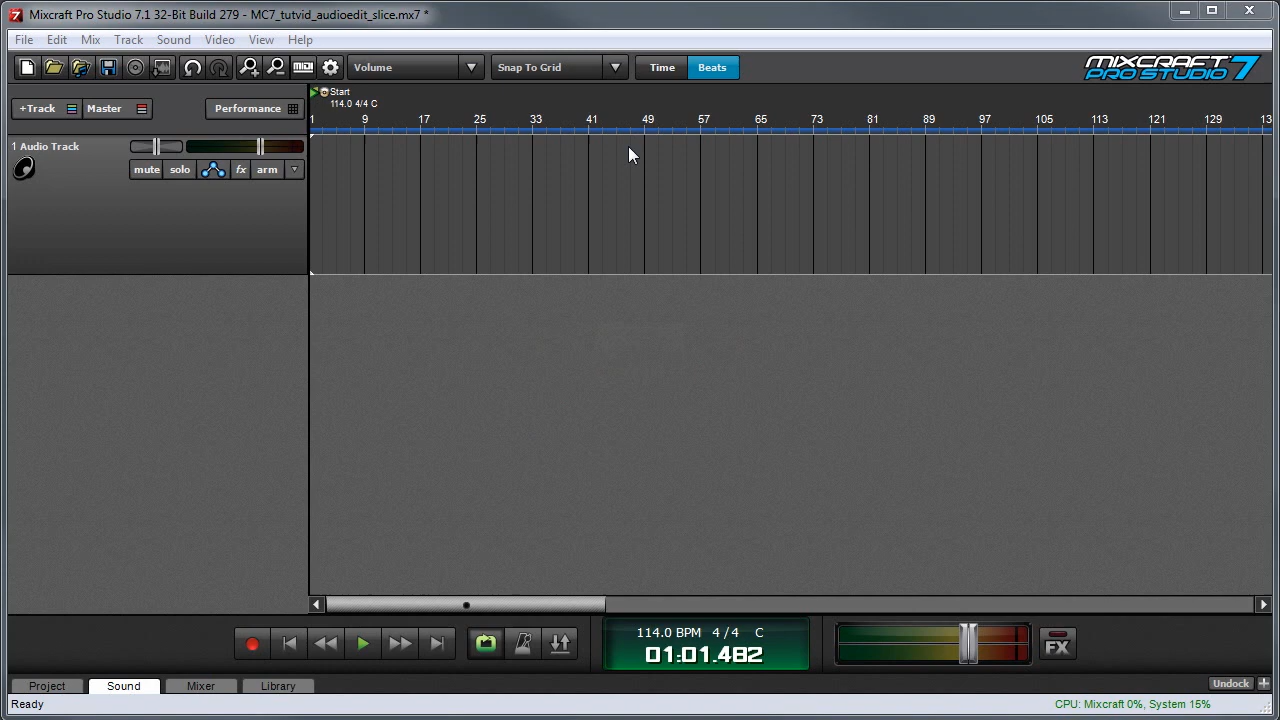 Mixcraft Pro Studio 7.1 32-Bit Build 279 - MC7_tutvid_audioedit_slice.mx7 *
File Edit Mix Track Sound Video View Help
Volume Snap To Grid Time Beats MIXCRAFT PRO STUDIO 7
Start
+Track Master Performance 114.0 4/4 C
1 9 17 25 33 41 49 57 65 73 81 89 97 105 113 121 129 13
1 Audio Track
mute solo fx arm
114.0 BPM 4 / 4 C
01:01.482 FX
Project Sound Mixer Library Undock +
Ready CPU: Mixcraft 0%, System 15%